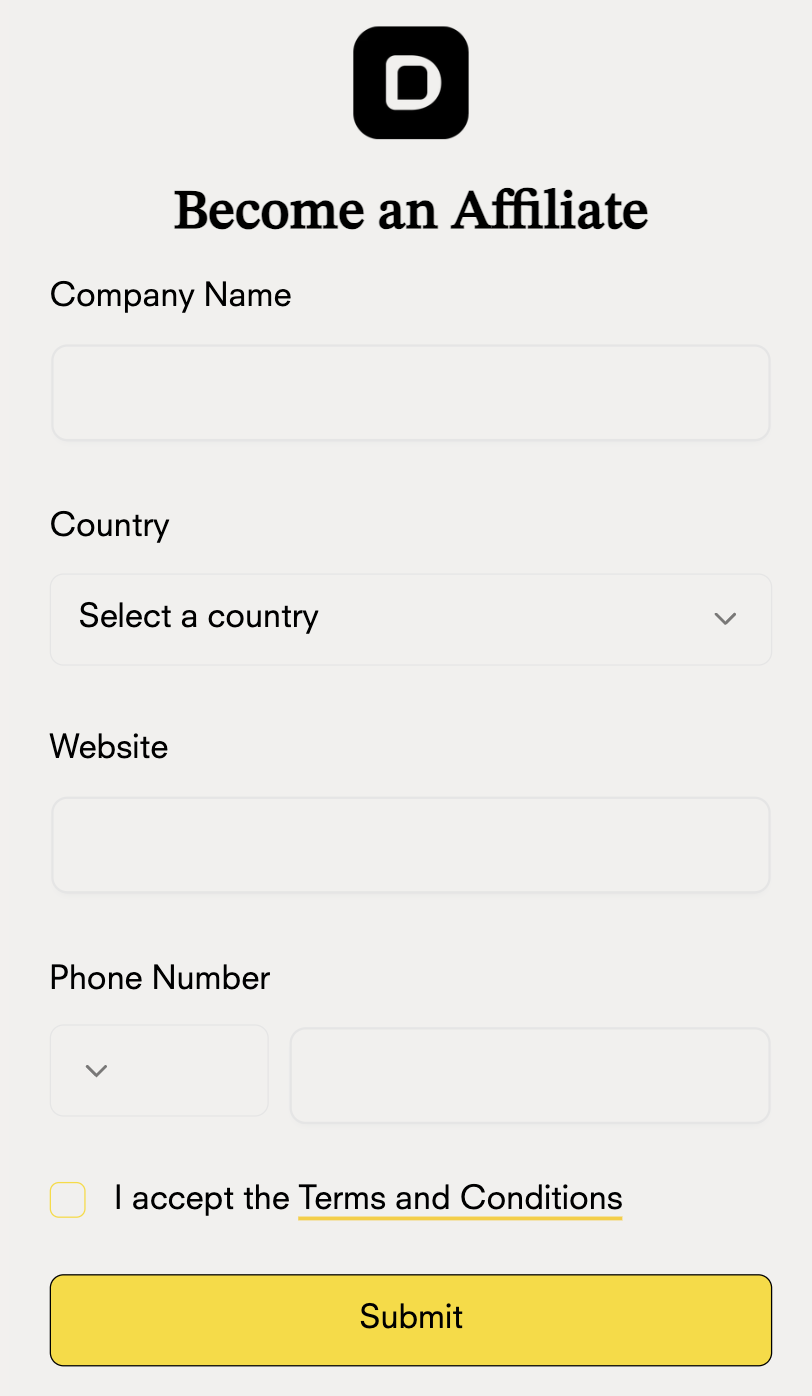 D
Become an Affiliate
Company Name
Country
Select a country
Website
Phone Number
I accept the Terms and Conditions
Submit